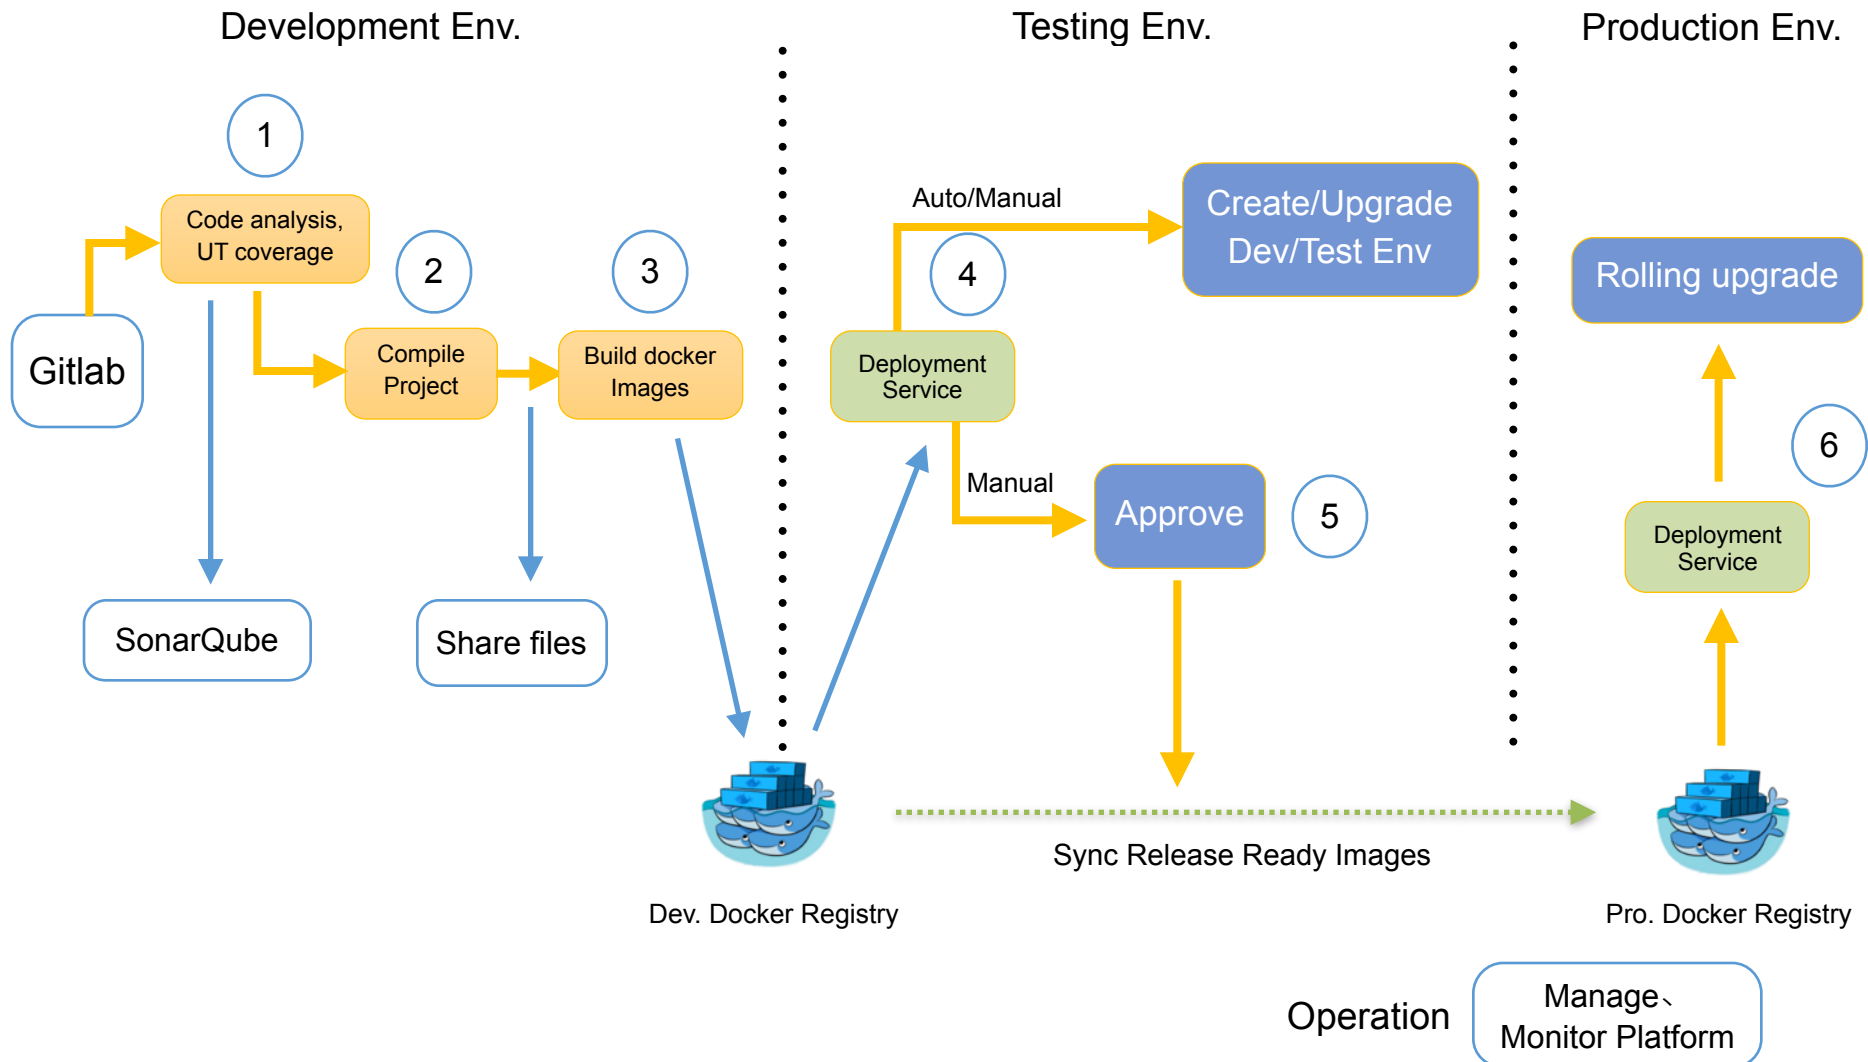 Development Env.
Testing Env.
Production Env.
1
Code analysis,
UT coverage
2
3
Gitlab
Compile
Project
Build docker
Images
SonarQube
Share files
Auto/Manual
Create/Upgrade
Dev/Test Env
4
Deployment
Service
Manual
Approve
5
Rolling upgrade
6
Deployment
Service
Sync Release Ready Images
Dev. Docker Registry
Pro. Docker Registry
Operation
Manage、
Monitor Platform